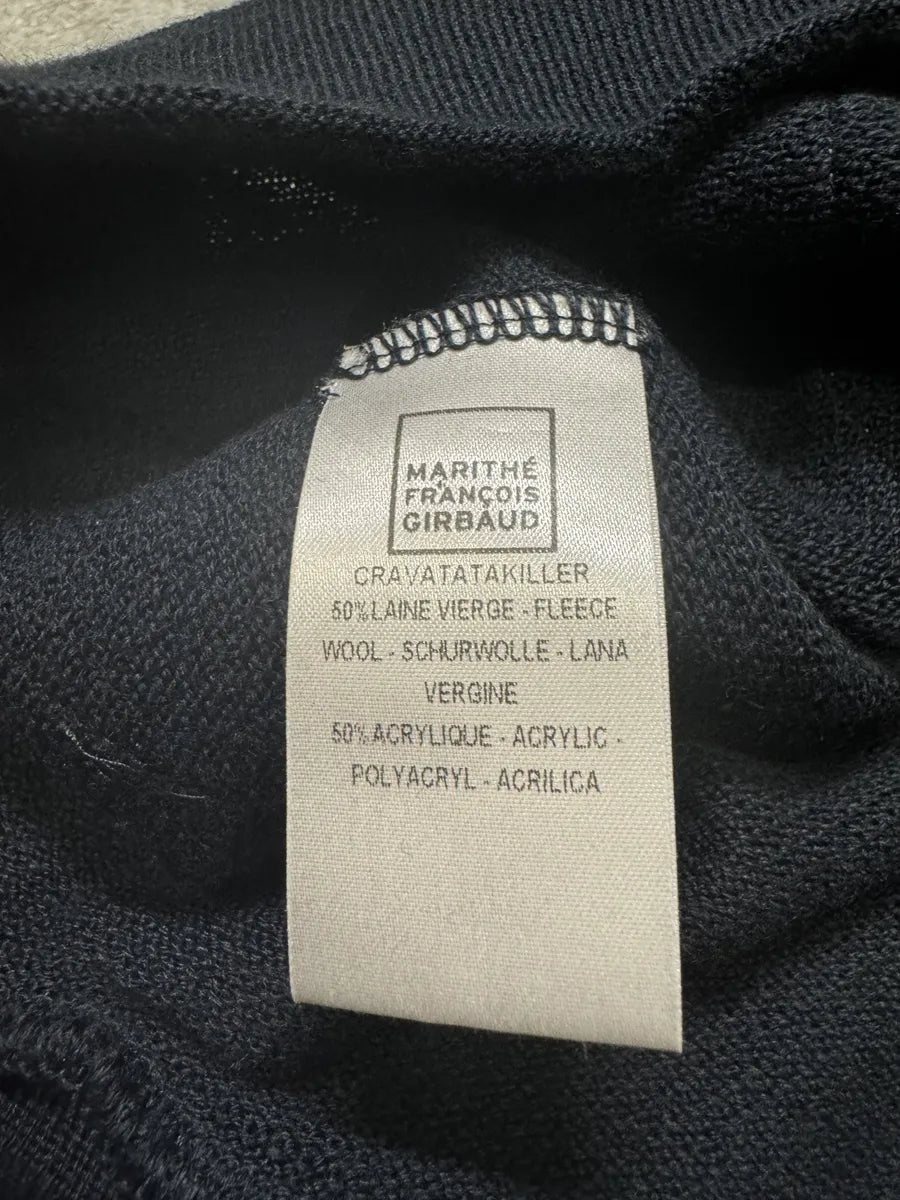 MARITHÉ
+
FRANÇOIS
GIRBAUD
CRAVATATAKILLER
50% LAINE VIERGE - FLEECE
WOOL - SCHURWOLLE - LANA
VERGINE
50% ACRYLIQUE - ACRYLIC -
POLYACRYL - ACRILICA